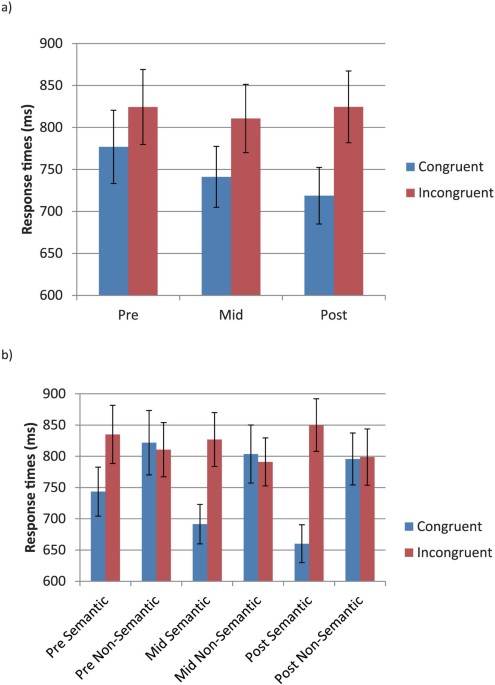 a)
900
850
800
750
700
650
600
Response times (ms)
Pre
Mid
Post
Congruent
Incongruent
b)
900
850
800
750
700
650
600
Response times (ms)
Pre Semantic
Pre Non-Semantic
Mid Semantic
Mid Non-Semantic
Post Semantic
Post Non-Semantic
Congruent
Incongruent